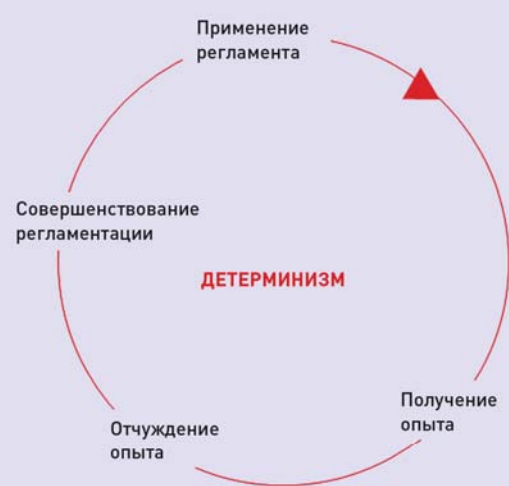 Применение
регламента
Совершенствование
регламентации
ДЕТЕРМИНИЗМ
Получение
опыта
Отчуждение
опыта